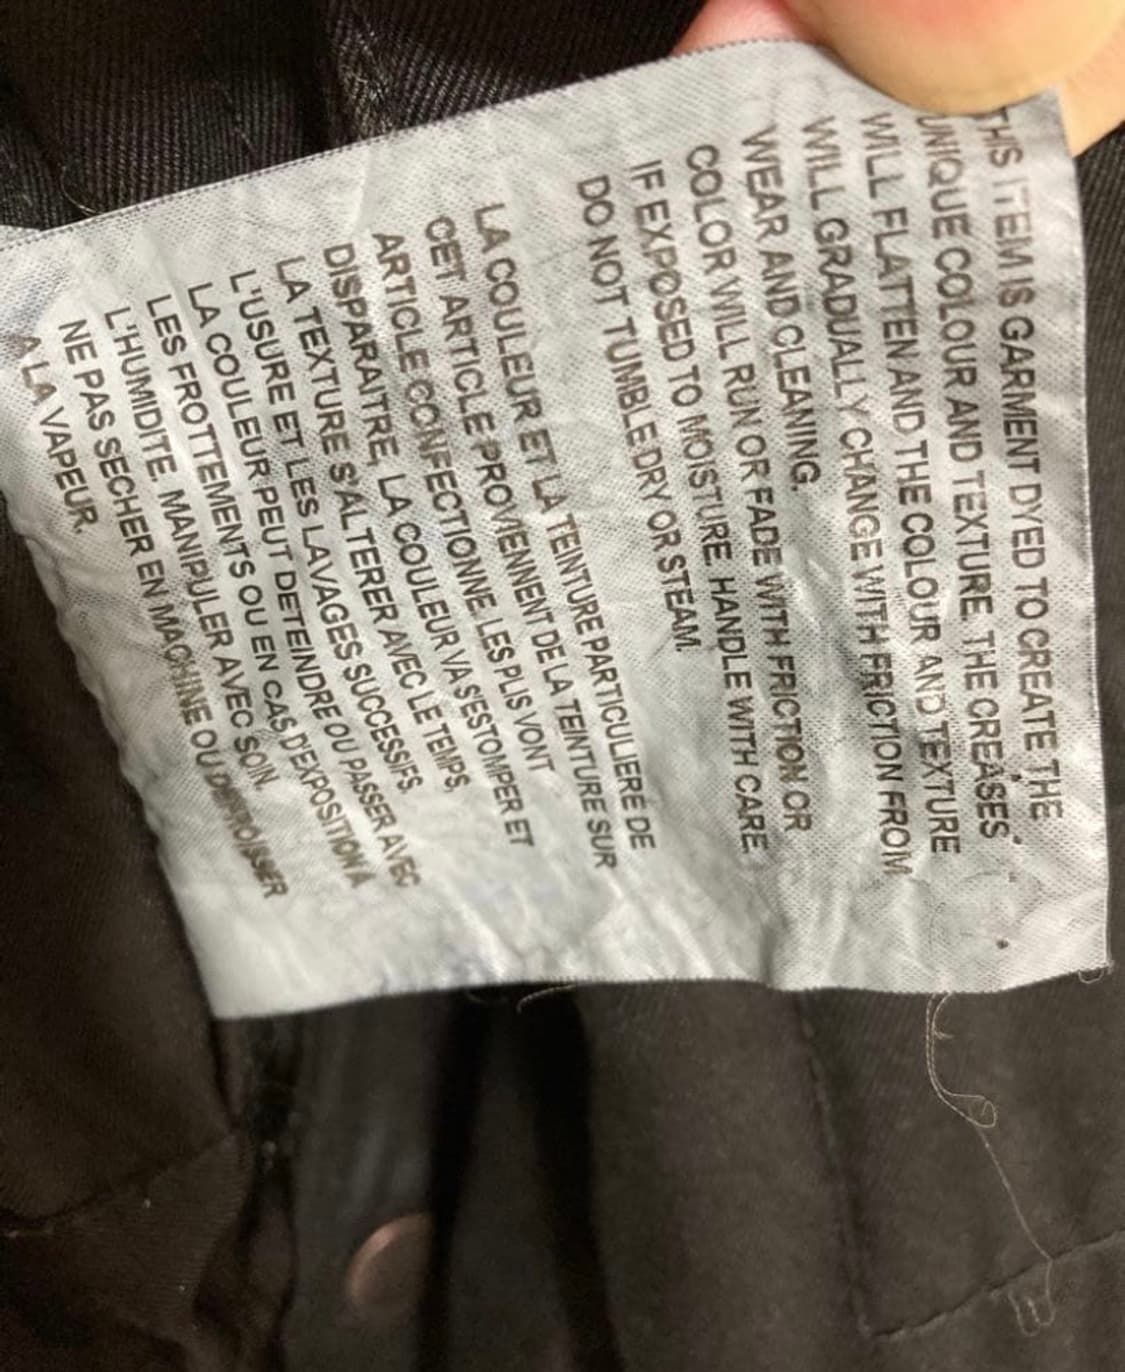 THIS ITEM IS GARMENT DYED TO CREATE THE
UNIQUE COLOUR AND TEXTURE. THE CREASES
WILL FLATTEN AND THE COLOUR AND TEXTURE
WILL GRADUALLY CHANGE WITH FRICTION FROM
WEAR AND CLEANING.
COLOR WILL RUN OR FADE WITH FRICTION OR
IF EXPOSED TO MOISTURE. HANDLE WITH CARE.
DO NOT TUMBLE DRY OR STEAM.
LA COULEUR ET LA TEINTURE PARTICULIERE DE
CET ARTICLE PROVIENNENT DE LA TEINTURE SUR
ARTICLE CONFECTIONNE. LES PLIS VONT
DISPARAITRE, LA COULEUR VA S'ESTOMPER ET
LA TEXTURE S'ALTERER AVEC LE TEMPS,
L'USURE ET LES LAVAGES SUCCESSIFS.
LA COULEUR PEUT DETEINDRE OU PASSER AVEC
LES FROTTEMENTS OU EN CAS D'EXPOSITION A
L'HUMIDITE. MANIPULER AVEC SOIN.
NE PAS SECHER EN MACHINE OU
A LA VAPEUR.